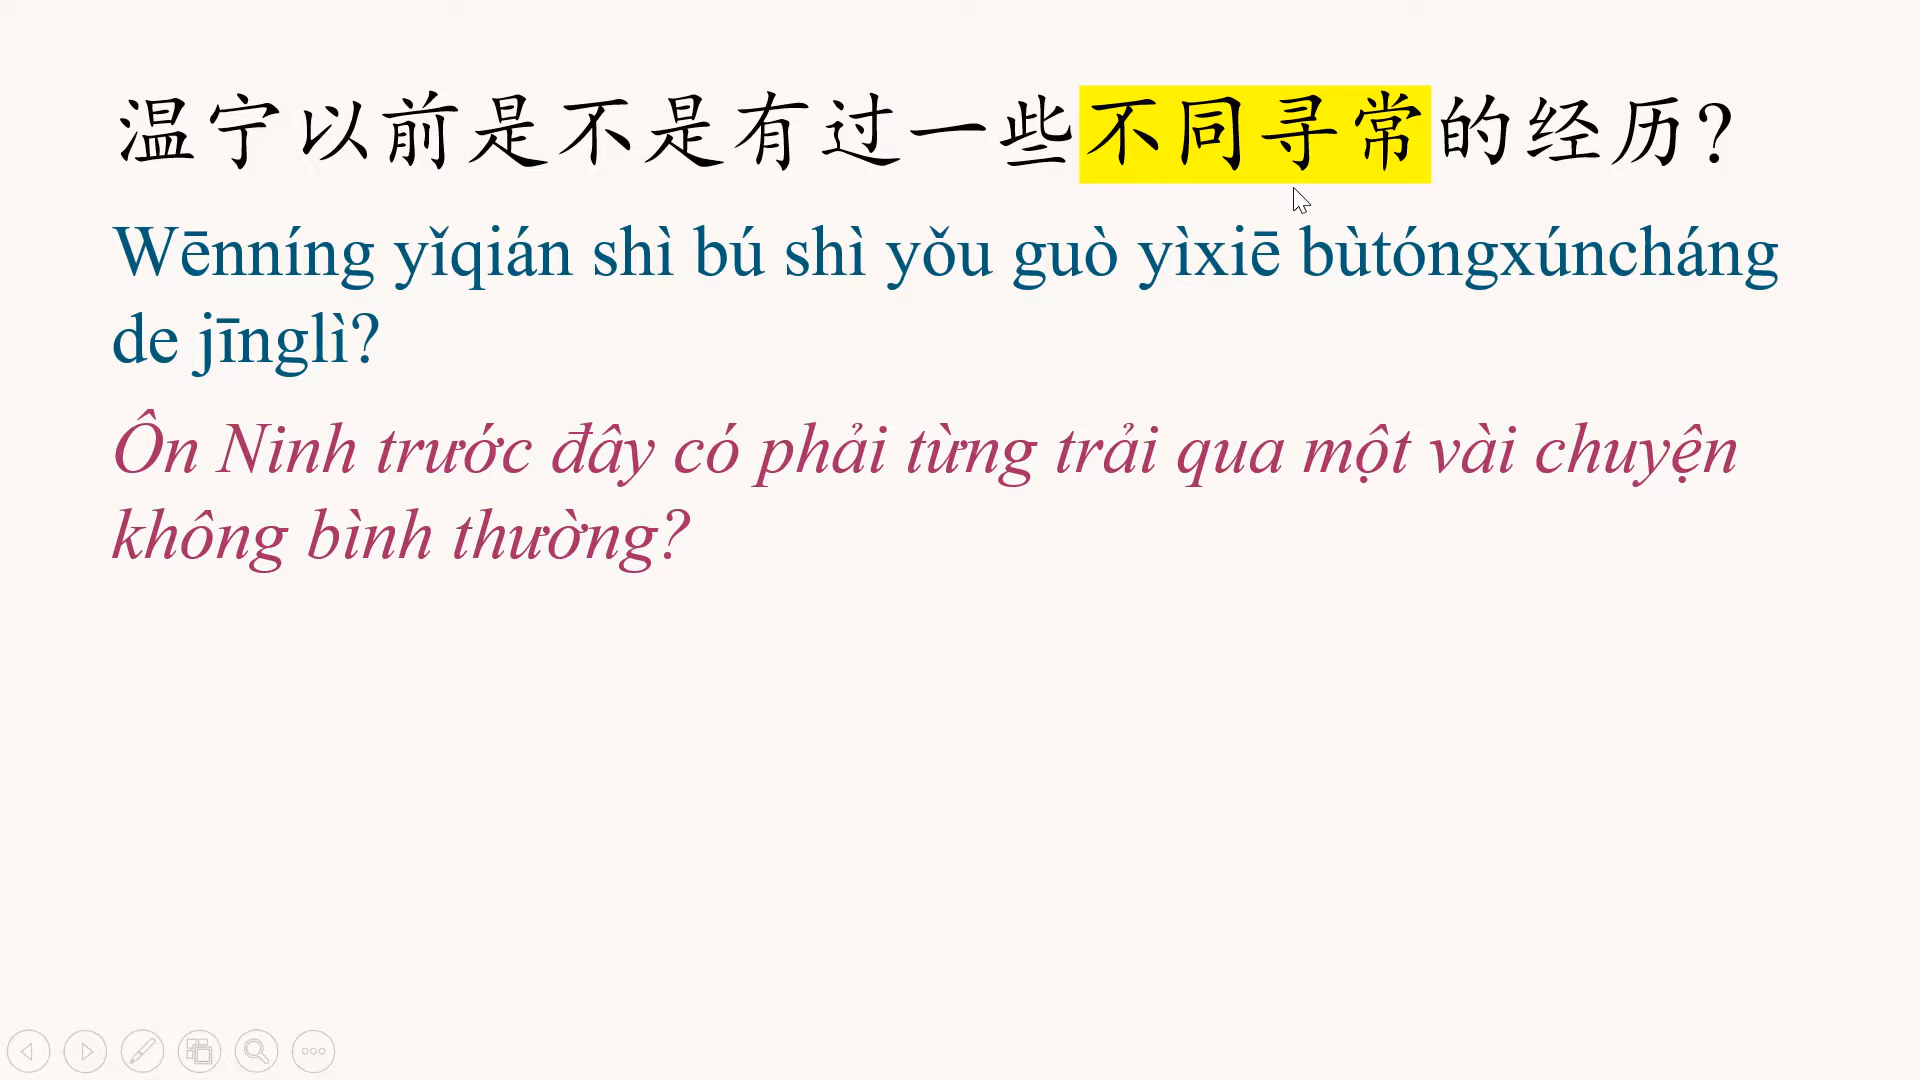 温宁以前是不是有过一些不同寻常的经历?
Wēnníng yǐqián shì bú shì yǒu guò yìxiē bùtóngxúncháng
de jīnglì?
Ôn Ninh trước đây có phải từng trải qua một vài chuyện
không bình thường?